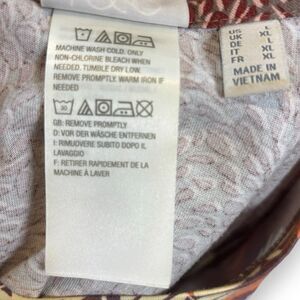 MACHINE WASH COLD. ONLY
NON-CHLORINE BLEACH WHEN
NEEDED. TUMBLE DRY LOW.
REMOVE PROMPTLY. WARM IRON IF
NEEDED.
30
GB: REMOVE PROMPTLY
D: VOR DER WÄSCHE ENTFERNEN
I: RIMUOVERE SUBITO DOPO IL
LAVAGGIO
F: RETIRER RAPIDEMENT DE LA
MACHINE À LAVER
US L
UK XL
DE L
IT XL
FR XL
MADE IN
VIETNAM